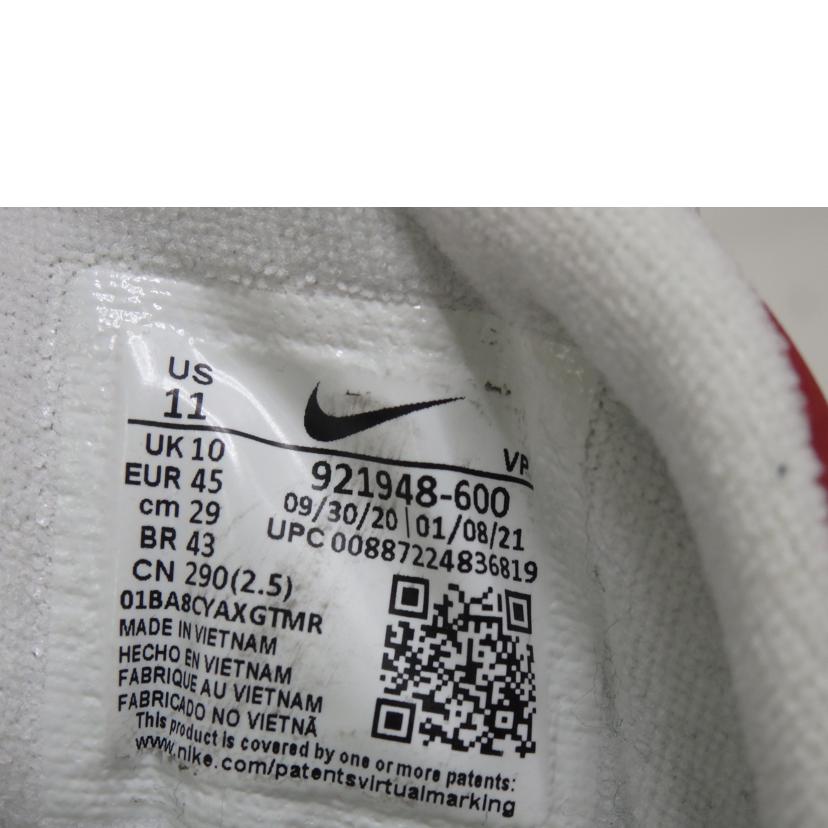 US
11
UK 10
EUR 45
cm 29
BR 43
CN 290(2.5)
VP
921948-600
09/30/20 | 01/08/21
UPC 00887224836819
01BA8CYAXGTMR
MADE IN VIETNAM
HECHO EN VIETNAM
FABRIQUE AU VIETNAM
FABRICADO NO VIETNÃ
This product is covered by one or more patents:
www.nike.com/patentsvirtualmarking